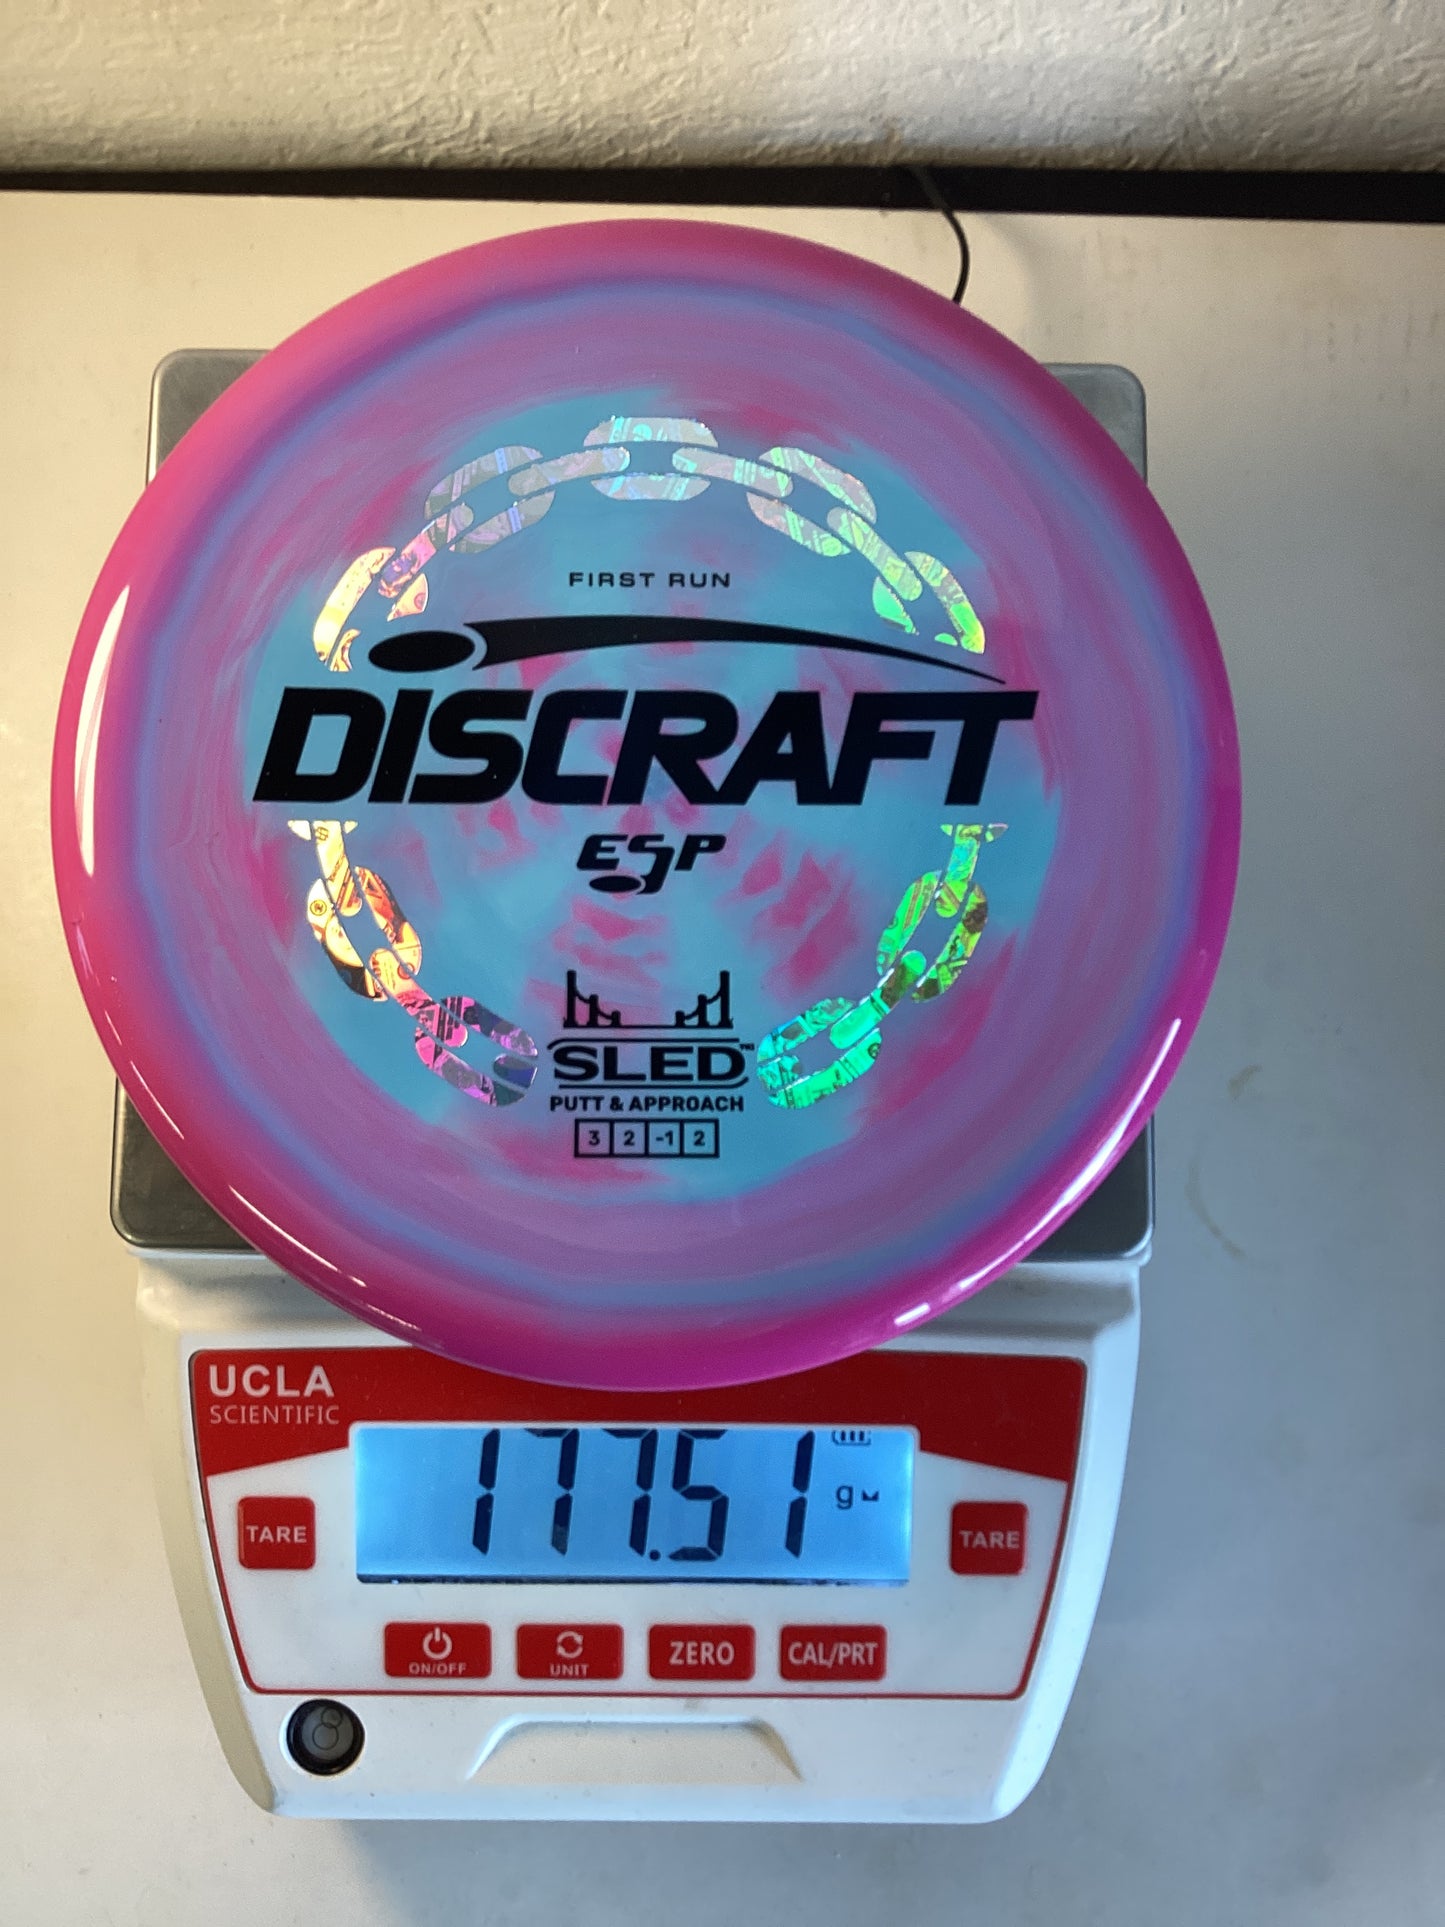 FIRST RUN
DISCRAFT
ESP
SLED™
PUTT & APPROACH
3 2 -1 2
UCLA
SCIENTIFIC
177.51 g
TARE
TARE
ON/OFF
UNIT
ZERO
CAL/PRT